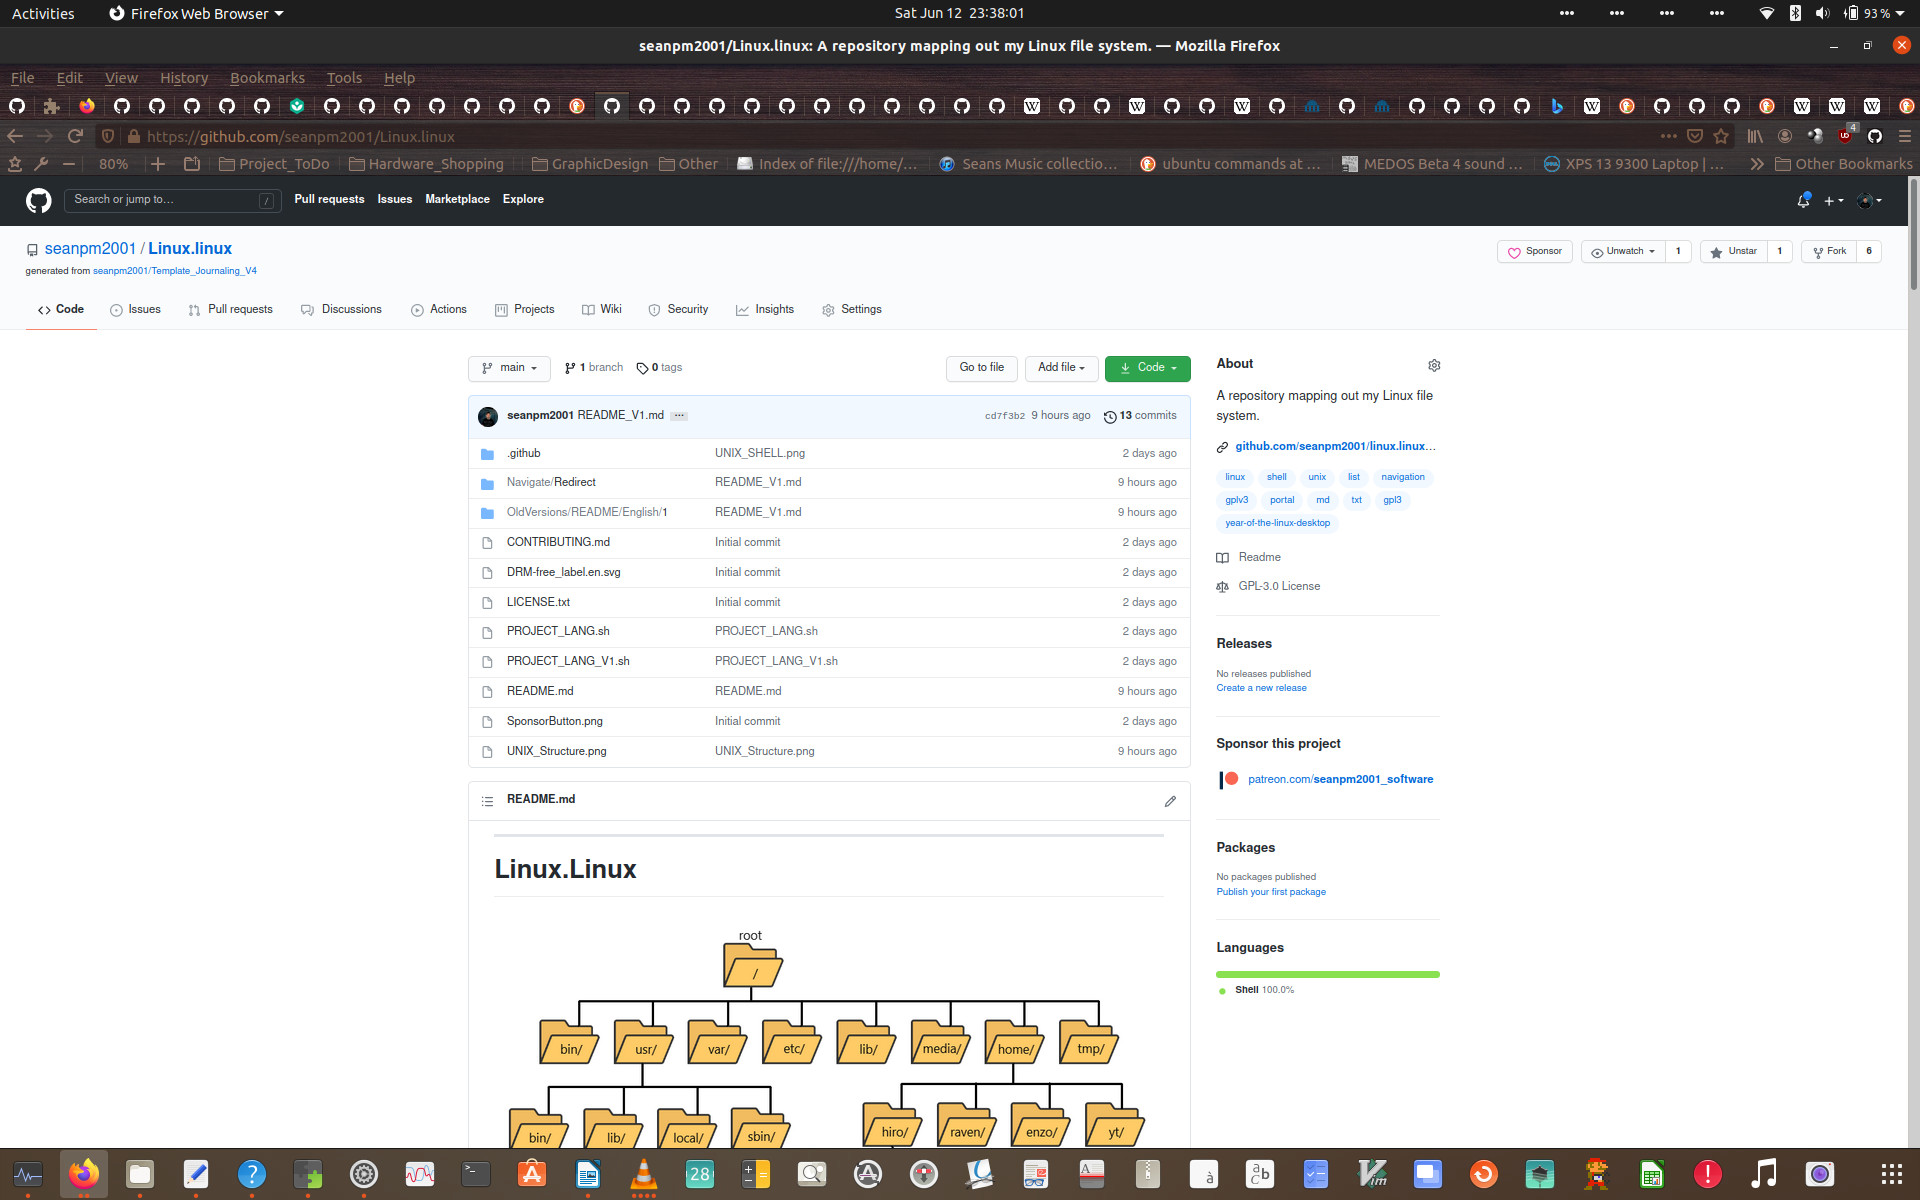 Activities
Firefox Web Browser
Sat Jun 12 23:38:01
93 %
seanpm2001/Linux.linux: A repository mapping out my Linux file system. — Mozilla Firefox
File Edit View History Bookmarks Tools Help
https://github.com/seanpm2001/Linux.linux
4
80%
Project_ToDo
Hardware_Shopping
GraphicDesign
Other
Index of file:///home/...
Seans Music collectio...
ubuntu commands at ...
MEDOS Beta 4 sound ...
XPS 13 9300 Laptop | ...
Other Bookmarks
Search or jump to...
/
Pull requests Issues Marketplace Explore
seanpm2001 / Linux.linux
generated from seanpm2001/Template_Journaling_V4
Sponsor
Unwatch 1
Unstar 1
Fork 6
Code Issues Pull requests Discussions Actions Projects Wiki Security Insights Settings
main
1 branch
0 tags
Go to file
Add file
Code
seanpm2001 README_V1.md ...
cd7f3b2 9 hours ago 13 commits
.github UNIX_SHELL.png 2 days ago
Navigate/Redirect README_V1.md 9 hours ago
OldVersions/README/English/1 README_V1.md 9 hours ago
CONTRIBUTING.md Initial commit 2 days ago
DRM-free_label.en.svg Initial commit 2 days ago
LICENSE.txt Initial commit 2 days ago
PROJECT_LANG.sh PROJECT_LANG.sh 2 days ago
PROJECT_LANG_V1.sh PROJECT_LANG_V1.sh 2 days ago
README.md README.md 9 hours ago
SponsorButton.png Initial commit 2 days ago
UNIX_Structure.png UNIX_Structure.png 9 hours ago
README.md
Linux.Linux
root
/
bin/ usr/ var/ etc/ lib/ media/ home/ tmp/
bin/ lib/ local/ sbin/ hiro/ raven/ enzo/ yt/
About
A repository mapping out my Linux file
system.
github.com/seanpm2001/linux.linux...
linux shell unix list navigation
gplv3 portal md txt gpl3
year-of-the-linux-desktop
Readme
GPL-3.0 License
Releases
No releases published
Create a new release
Sponsor this project
patreon.com/seanpm2001_software
Packages
No packages published
Publish your first package
Languages
Shell 100.0%
28